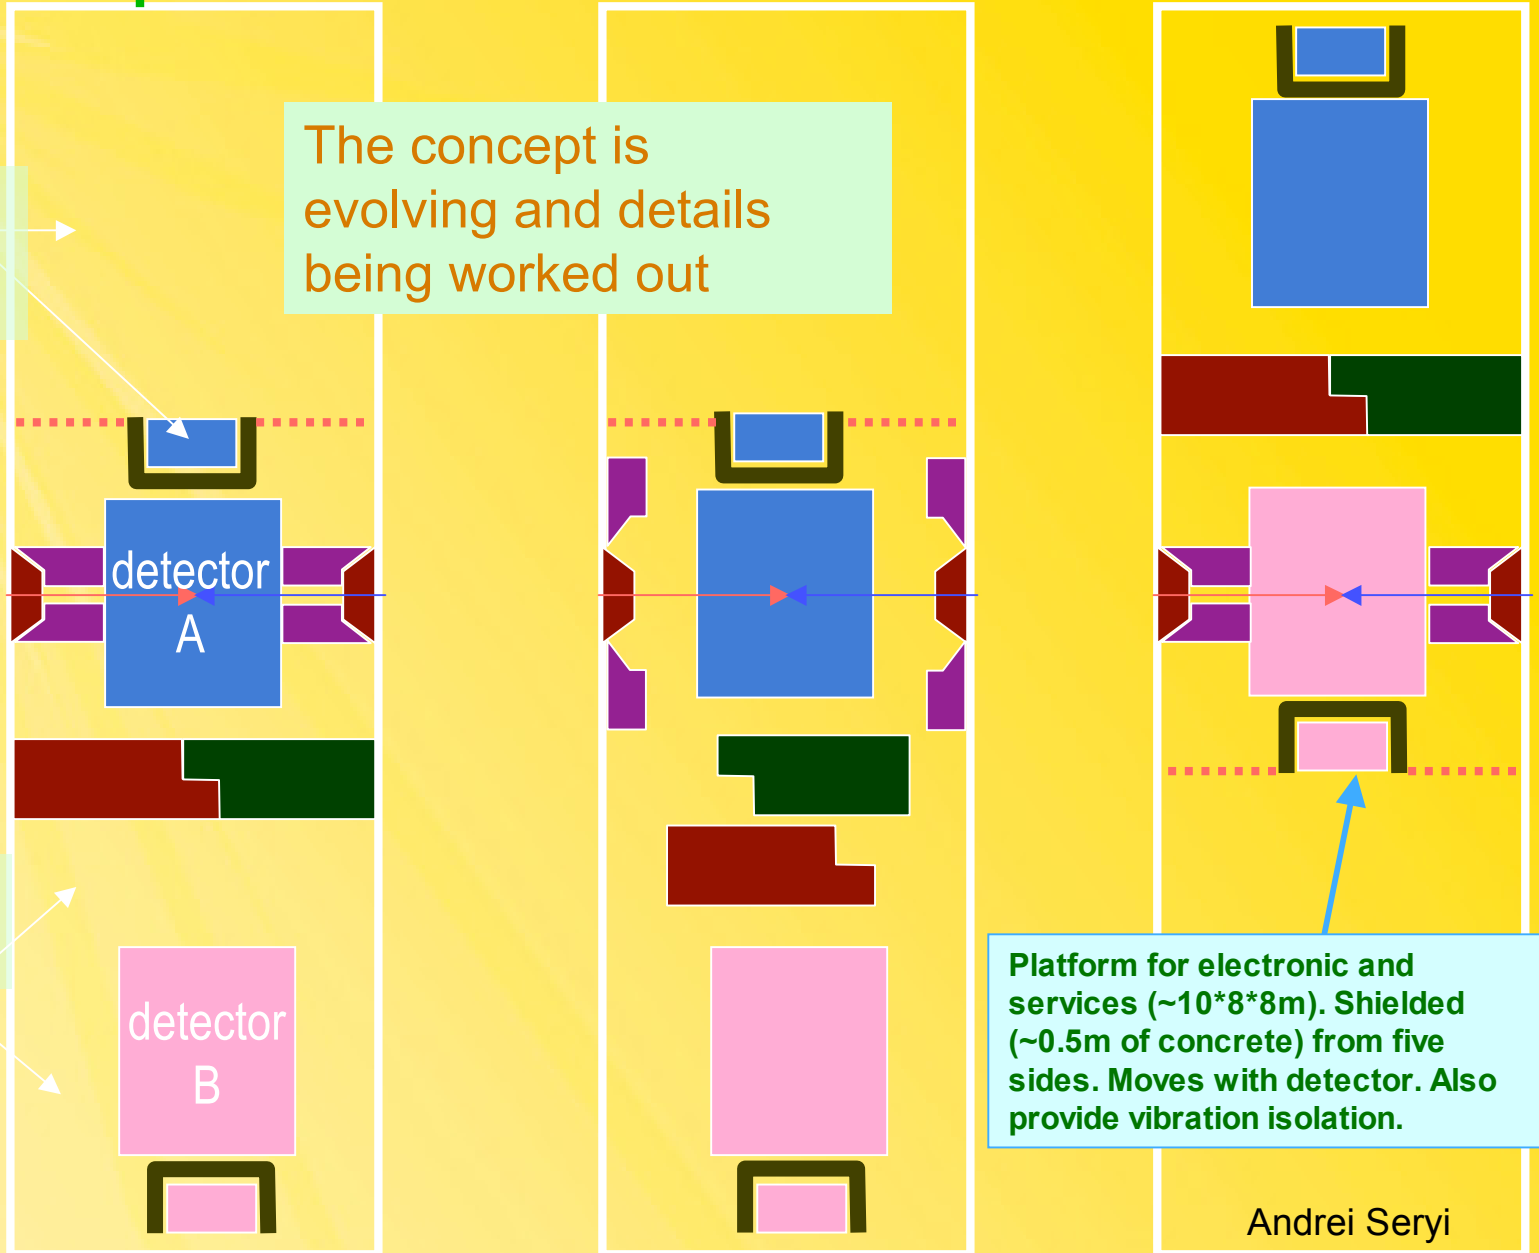 The concept is
evolving and details
being worked out
detector
A
detector
B
Platform for electronic and
services (~10*8*8m). Shielded
(~0.5m of concrete) from five
sides. Moves with detector. Also
provide vibration isolation.
Andrei Seryi